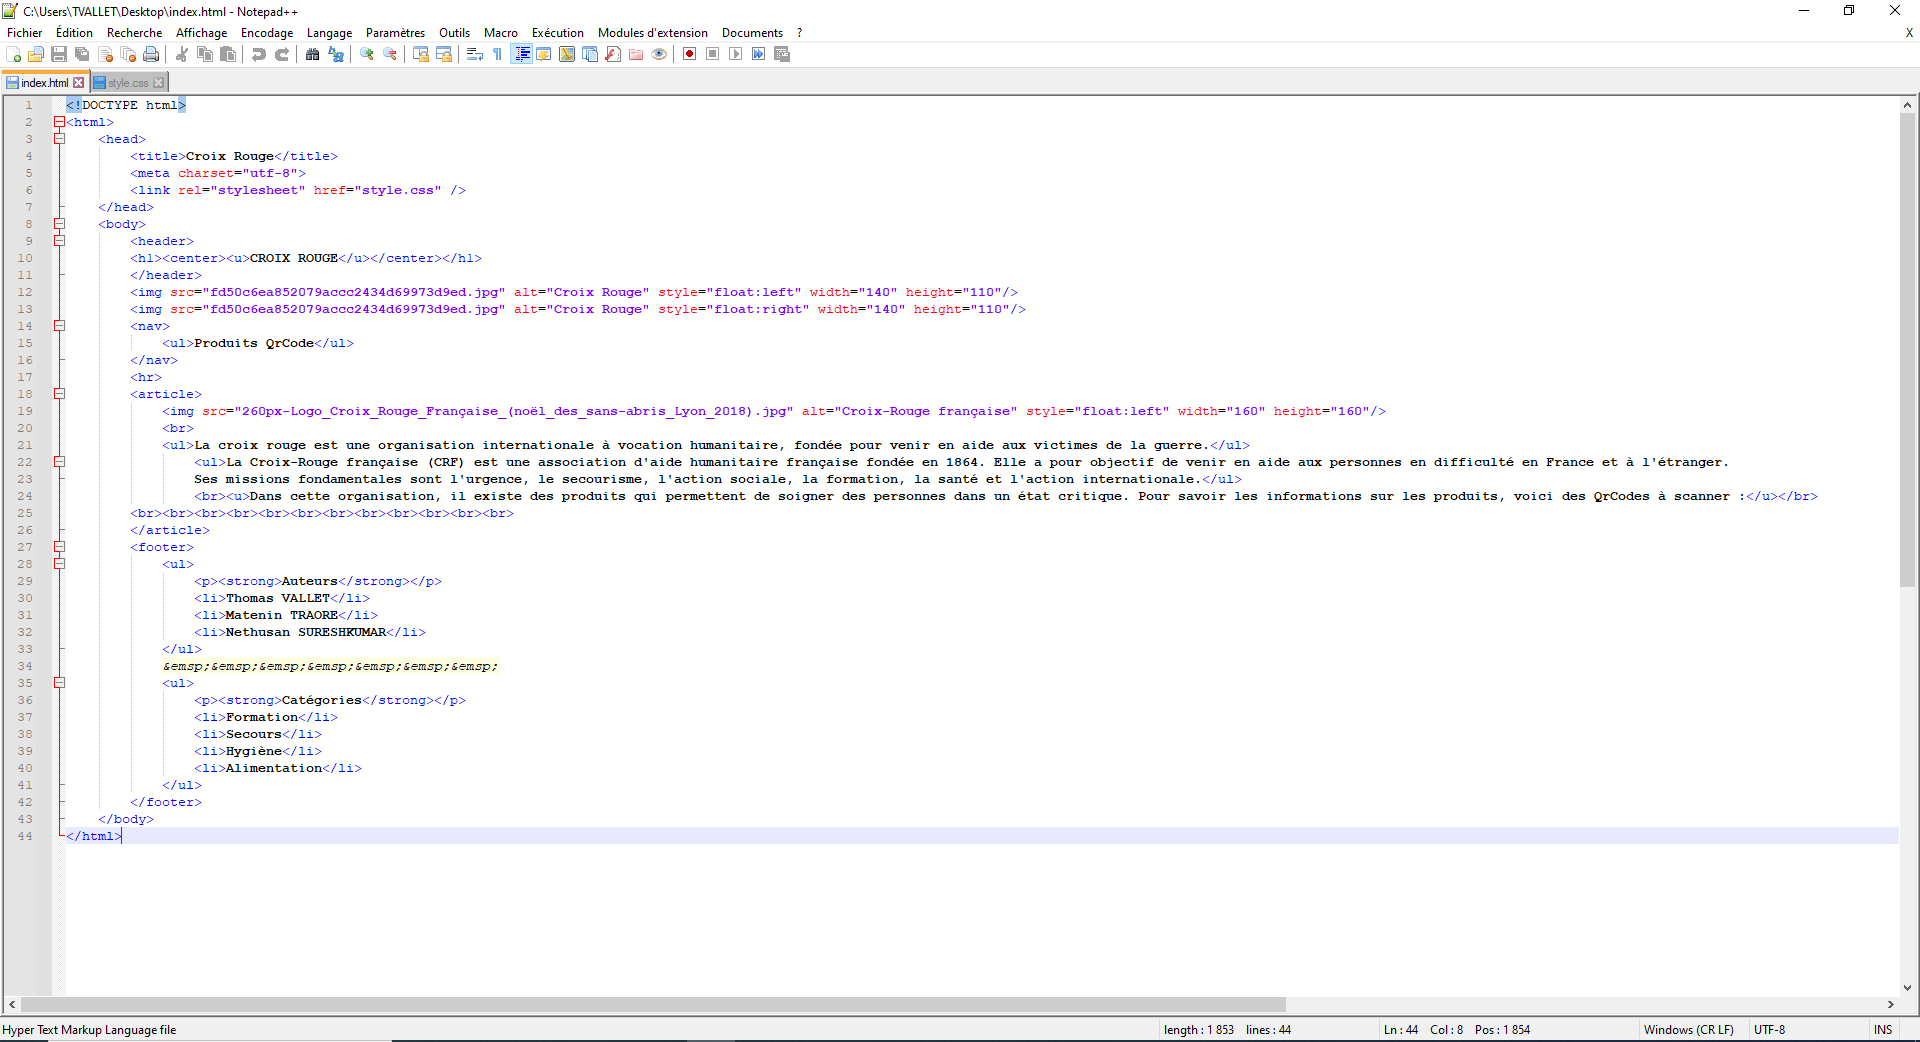 C:\Users\TVALLET\Desktop\index.html - Notepad++
Fichier Édition Recherche Affichage Encodage Langage Paramètres Outils Macro Exécution Modules d'extension Documents ? X
index.html style.css
1 <!DOCTYPE html>
2 <html>
3 <head>
4 <title>Croix Rouge</title>
5 <meta charset="utf-8">
6 <link rel="stylesheet" href="style.css" />
7 </head>
8 <body>
9 <header>
10 <h1><center><u>CROIX ROUGE</u></center></h1>
11 </header>
12 <img src="fd50c6ea852079accc2434d69973d9ed.jpg" alt="Croix Rouge" style="float:left" width="140" height="110"/>
13 <img src="fd50c6ea852079accc2434d69973d9ed.jpg" alt="Croix Rouge" style="float:right" width="140" height="110"/>
14 <nav>
15 <ul>Produits QrCode</ul>
16 </nav>
17 <hr>
18 <article>
19 <img src="260px-Logo_Croix_Rouge_Française_(noël_des_sans-abris_Lyon_2018).jpg" alt="Croix-Rouge française" style="float:left" width="160" height="160"/>
20 <br>
21 <ul>La croix rouge est une organisation internationale à vocation humanitaire, fondée pour venir en aide aux victimes de la guerre.</ul>
22 <ul>La Croix-Rouge française (CRF) est une association d'aide humanitaire française fondée en 1864. Elle a pour objectif de venir en aide aux personnes en difficulté en France et à l'étranger.
23 Ses missions fondamentales sont l'urgence, le secourisme, l'action sociale, la formation, la santé et l'action internationale.</ul>
24 <br><u>Dans cette organisation, il existe des produits qui permettent de soigner des personnes dans un état critique. Pour savoir les informations sur les produits, voici des QrCodes à scanner :</u></br>
25 <br><br><br><br><br><br><br><br><br><br><br><br>
26 </article>
27 <footer>
28 <ul>
29 <p><strong>Auteurs</strong></p>
30 <li>Thomas VALLET</li>
31 <li>Matenin TRAORE</li>
32 <li>Nethusan SURESHKUMAR</li>
33 </ul>
34 &emsp;&emsp;&emsp;&emsp;&emsp;&emsp;&emsp;
35 <ul>
36 <p><strong>Catégories</strong></p>
37 <li>Formation</li>
38 <li>Secours</li>
39 <li>Hygiène</li>
40 <li>Alimentation</li>
41 </ul>
42 </footer>
43 </body>
44 </html>
Hyper Text Markup Language file length : 1 853 lines : 44 Ln : 44 Col : 8 Pos : 1 854 Windows (CR LF) UTF-8 INS